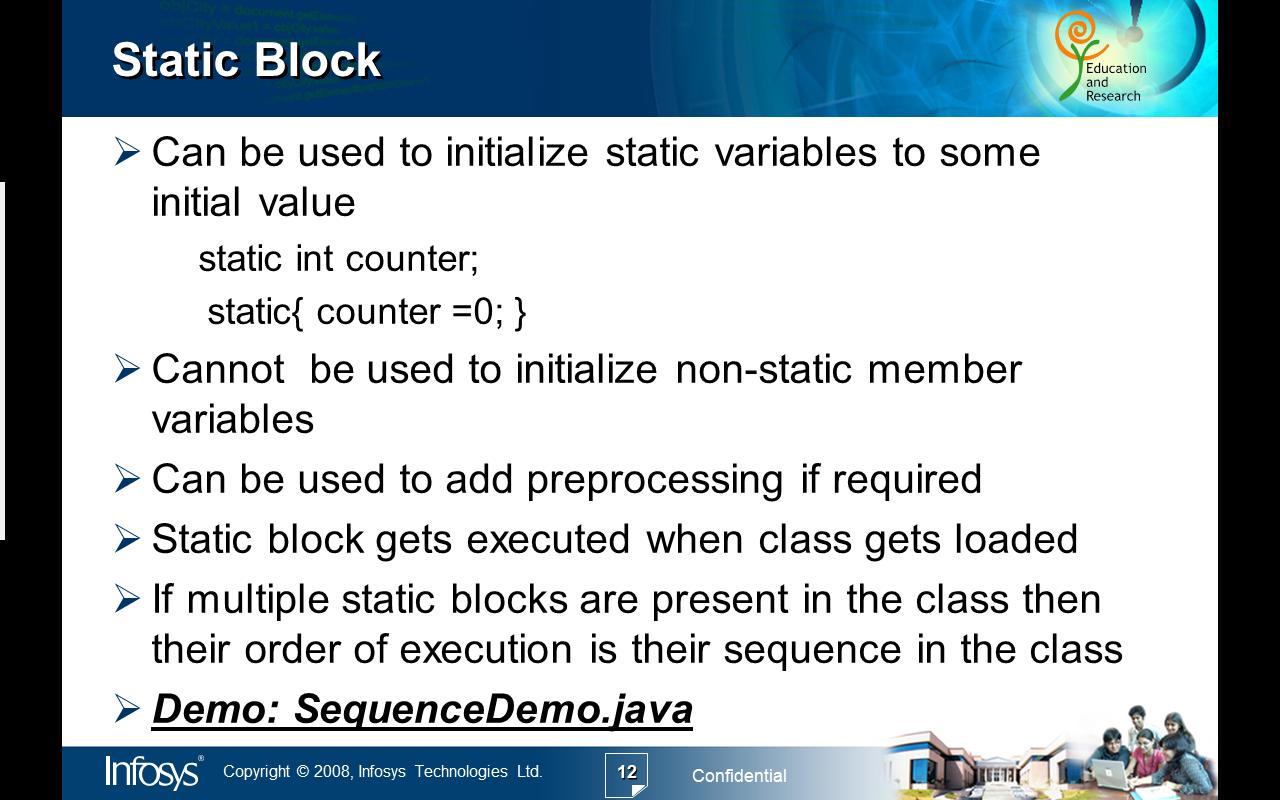 Static Block
Education
and
Research
Can be used to initialize static variables to some
initial value
static int counter;
static{ counter =0; }
Cannot  be used to initialize non-static member
variables
Can be used to add preprocessing if required
Static block gets executed when class gets loaded
If multiple static blocks are present in the class then
their order of execution is their sequence in the class
Demo: SequenceDemo.java
Infosys® Copyright © 2008, Infosys Technologies Ltd. 12 Confidential